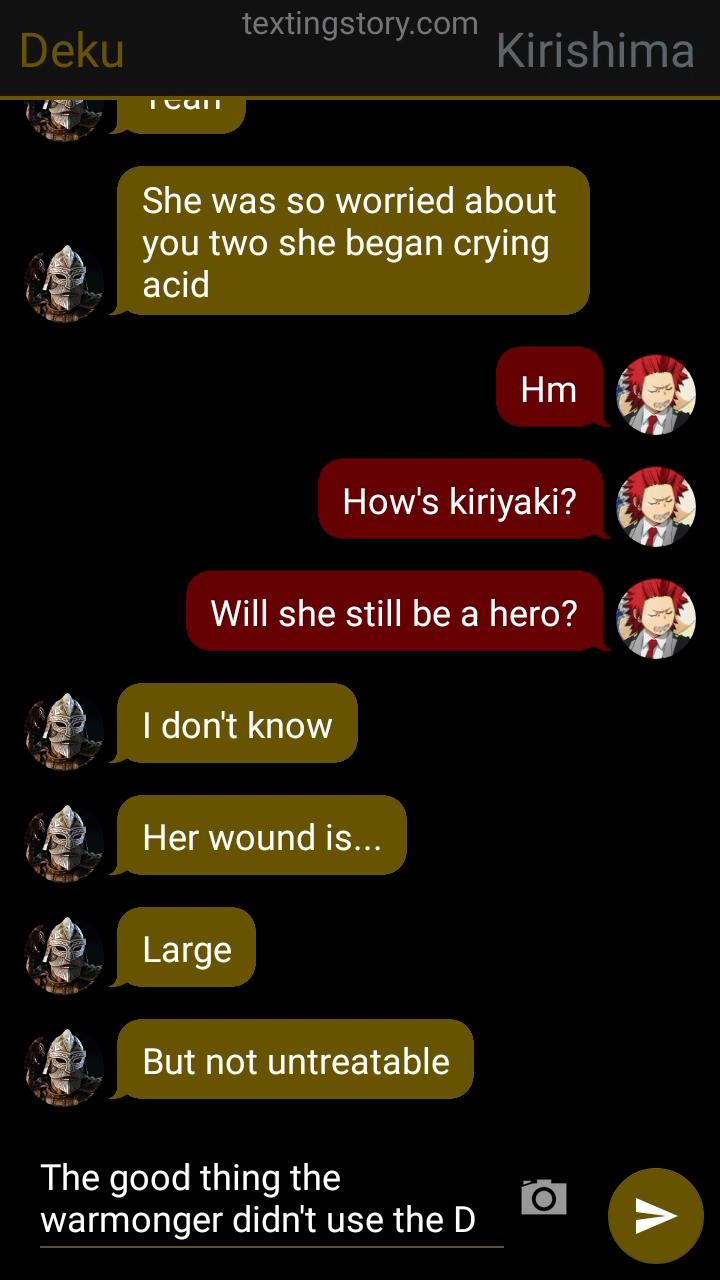 textingstory.com
Deku
Kirishima
Yeah
She was so worried about
you two she began crying
acid
Hm
How's kiriyaki?
Will she still be a hero?
I don't know
Her wound is...
Large
But not untreatable
The good thing the
warmonger didn't use the D